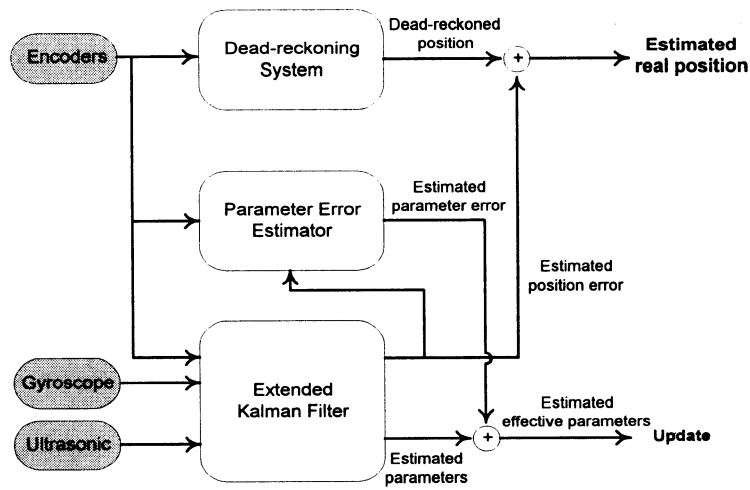 Encoders
Dead-reckoning
System
Dead-reckoned
position
+
Estimated
real position
Parameter Error
Estimator
Estimated
parameter error
Estimated
position error
Gyroscope
Ultrasonic
Extended
Kalman Filter
Estimated
parameters
+
Estimated
effective parameters
Update